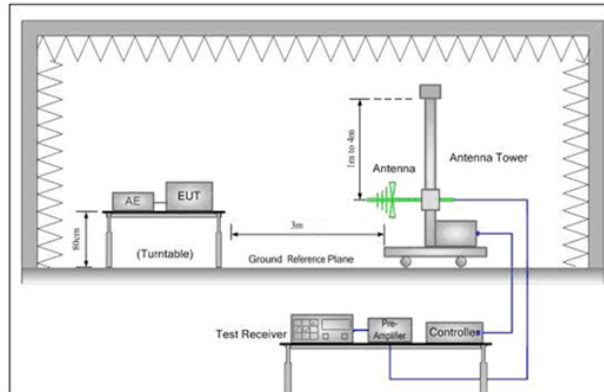 1m to 4m
Antenna
Antenna Tower
AE
EUT
3m
80cm
(Turntable)
Ground Reference Plane
Test Receiver
Pre-
Amplifier
Controller